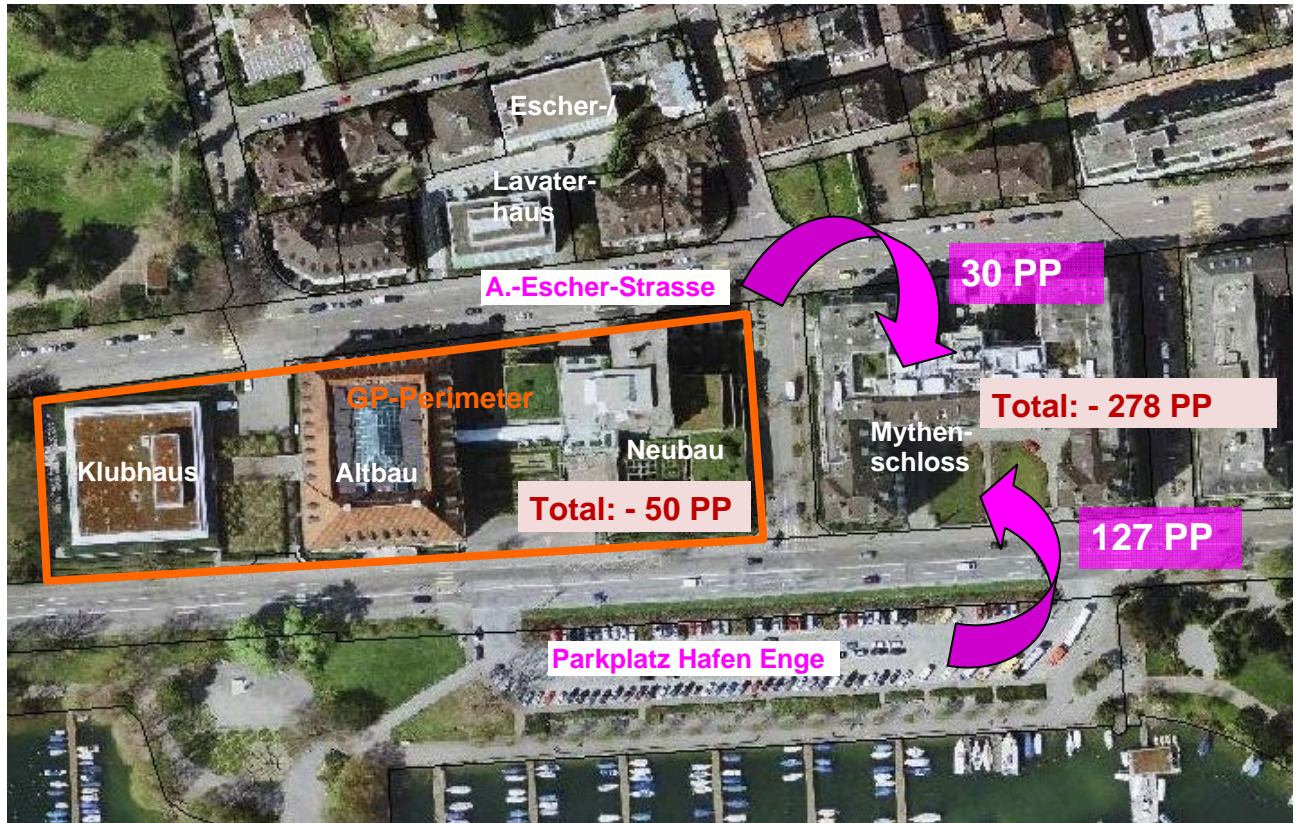 Escher-/
Lavater-
haus
A.-Escher-Strasse
30 PP
GP-Perimeter
Total: - 278 PP
Klubhaus
Altbau
Neubau
Mythen-
schloss
Total: - 50 PP
127 PP
Parkplatz Hafen Enge